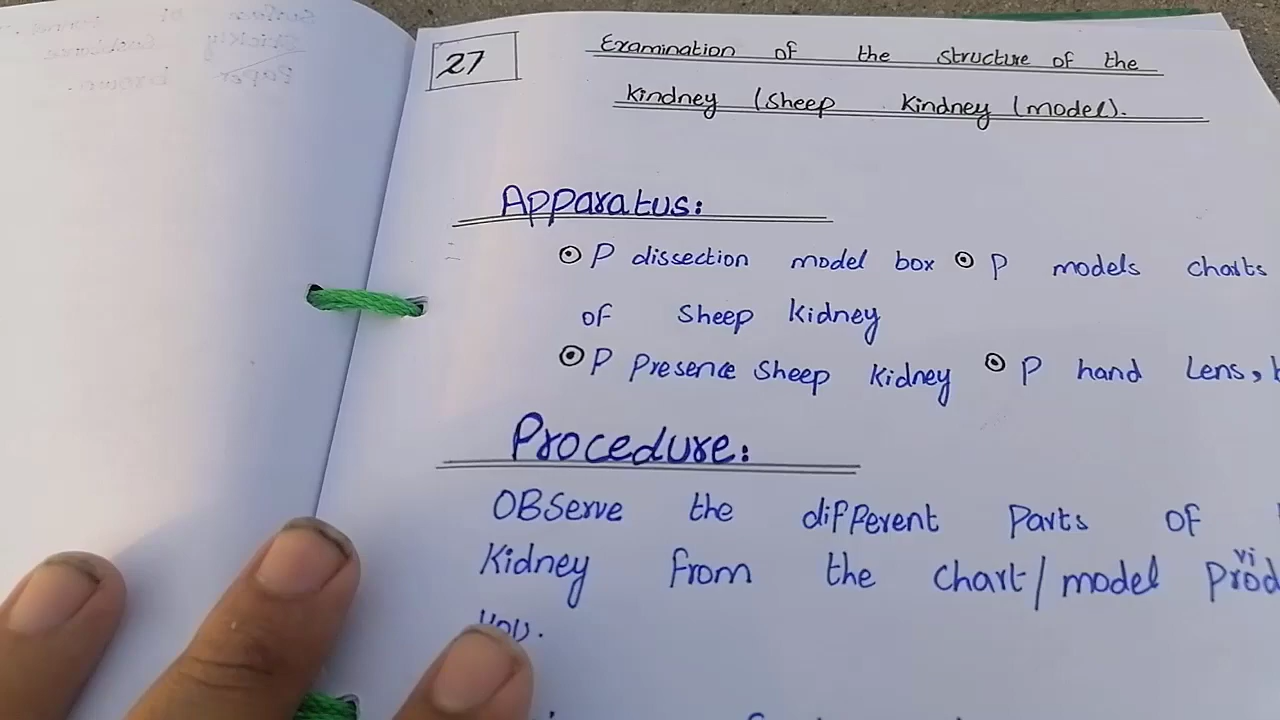 27
Examination of the structure of the
kindney (sheep kindney (model).
Apparatus:
P dissection model box P models charts
of sheep kidney
P presence sheep kidney P hand Lens,
Procedure:
OBserve the different Parts OF
Kidney from the chart/model
you.